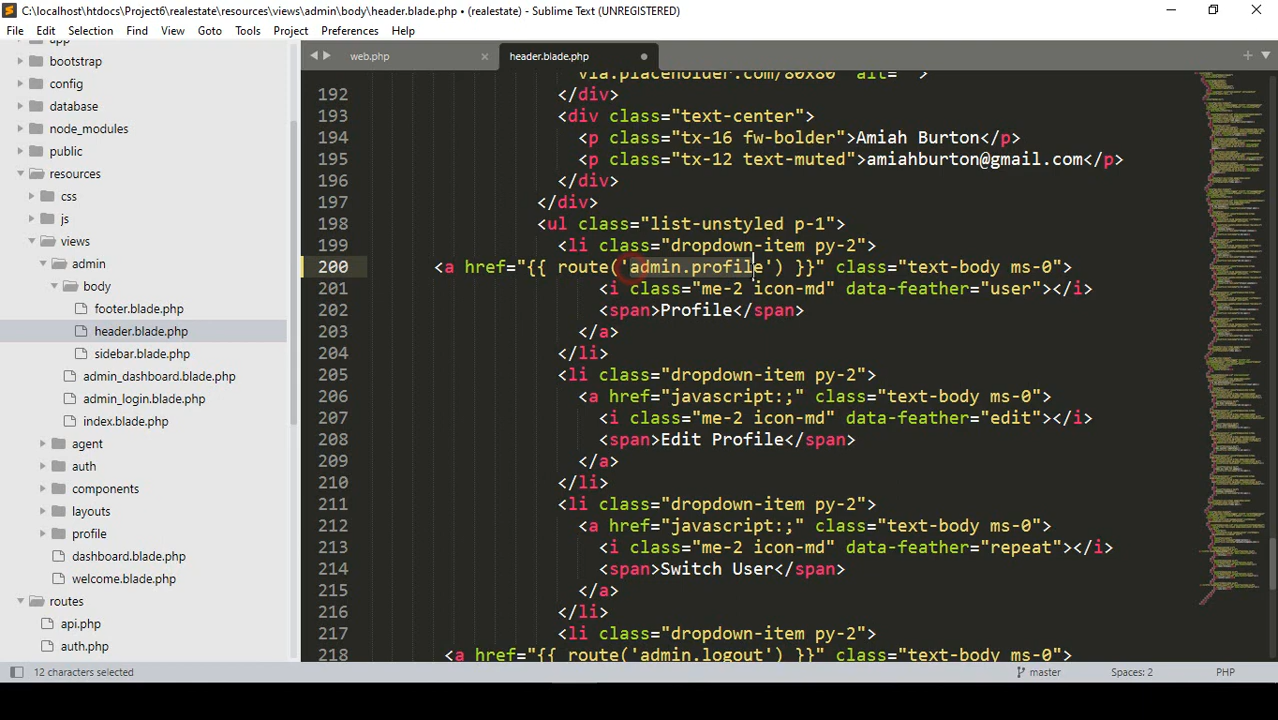 C:\localhost\htdocs\Project6\realestate\resources\views\admin\body\header.blade.php • (realestate) - Sublime Text (UNREGISTERED)
File Edit Selection Find View Goto Tools Project Preferences Help
app
bootstrap
config
database
node_modules
public
resources
css
js
views
admin
body
footer.blade.php
header.blade.php
sidebar.blade.php
admin_dashboard.blade.php
admin_login.blade.php
index.blade.php
agent
auth
components
layouts
profile
dashboard.blade.php
welcome.blade.php
routes
api.php
auth.php
web.php
header.blade.php
via.placeholder.com/80x80" alt="">
192 </div>
193 <div class="text-center">
194 <p class="tx-16 fw-bolder">Amiah Burton</p>
195 <p class="tx-12 text-muted">amiahburton@gmail.com</p>
196 </div>
197 </div>
198 <ul class="list-unstyled p-1">
199 <li class="dropdown-item py-2">
200 <a href="{{ route('admin.profile') }}" class="text-body ms-0">
201 <i class="me-2 icon-md" data-feather="user"></i>
202 <span>Profile</span>
203 </a>
204 </li>
205 <li class="dropdown-item py-2">
206 <a href="javascript:;" class="text-body ms-0">
207 <i class="me-2 icon-md" data-feather="edit"></i>
208 <span>Edit Profile</span>
209 </a>
210 </li>
211 <li class="dropdown-item py-2">
212 <a href="javascript:;" class="text-body ms-0">
213 <i class="me-2 icon-md" data-feather="repeat"></i>
214 <span>Switch User</span>
215 </a>
216 </li>
217 <li class="dropdown-item py-2">
218 <a href="{{ route('admin.logout') }}" class="text-body ms-0">
12 characters selected
master
Spaces: 2
PHP